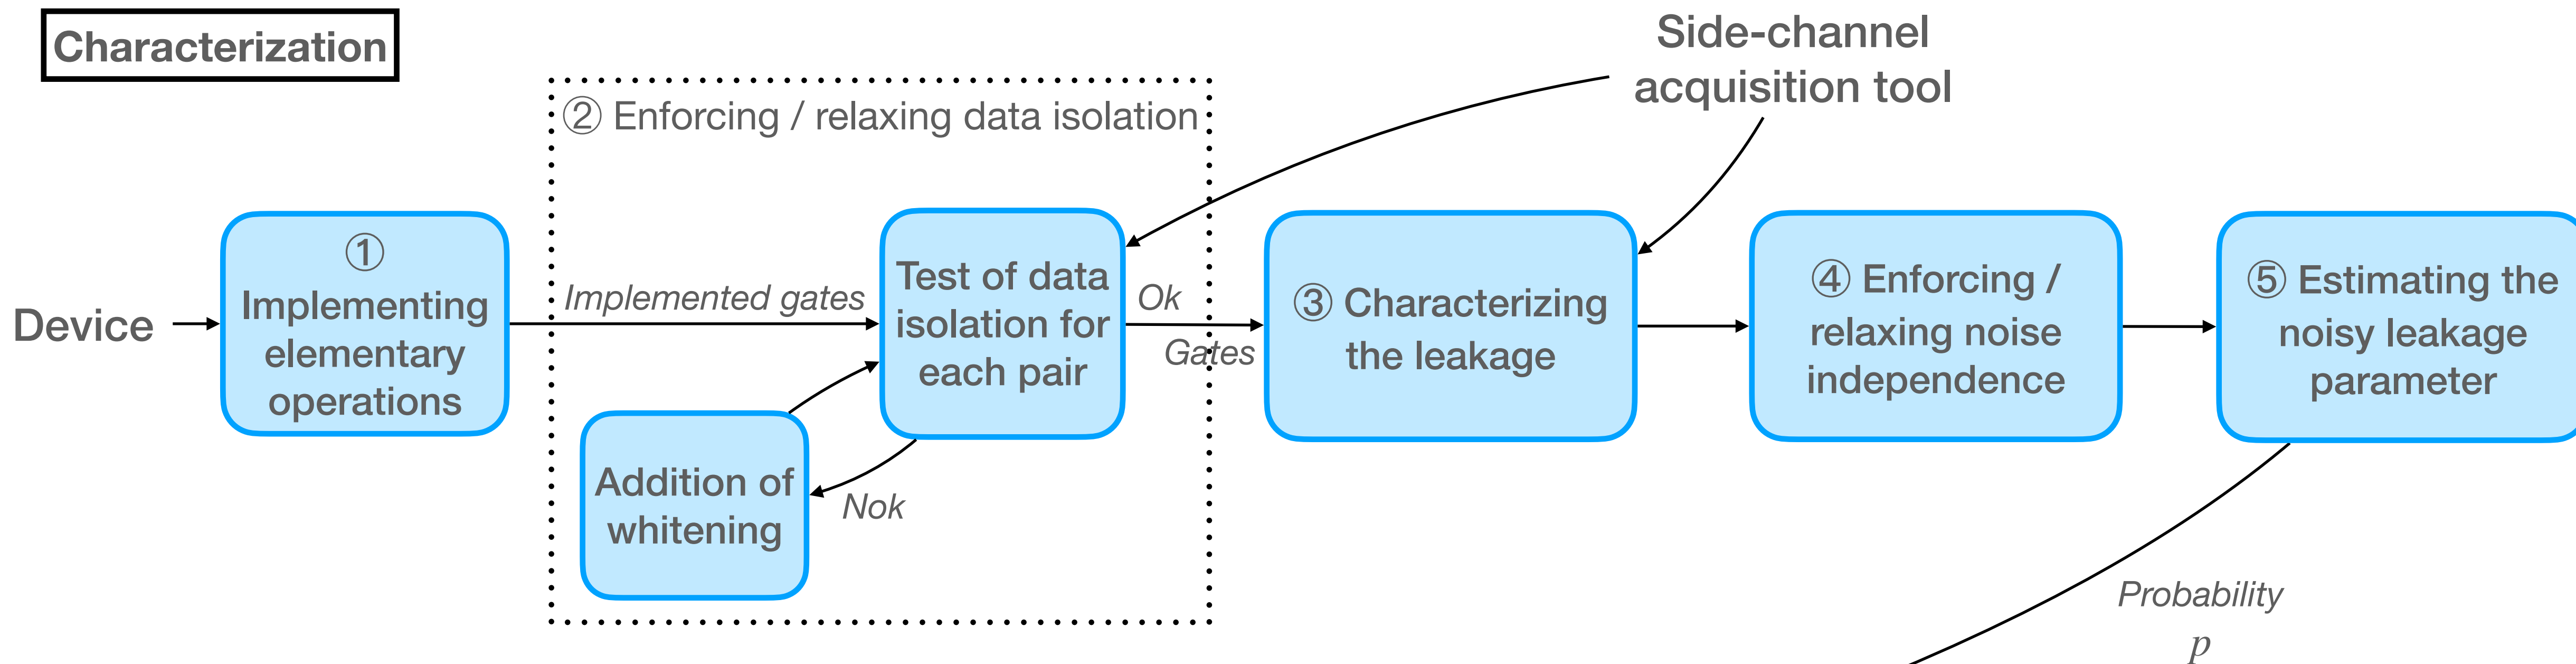 Characterization
Side-channel
acquisition tool
② Enforcing / relaxing data isolation
Device
①
Implementing
elementary
operations
Implemented gates
Test of data
isolation for
each pair
Ok
Gates
Addition of
whitening
Nok
③ Characterizing
the leakage
④ Enforcing /
relaxing noise
independence
⑤ Estimating the
noisy leakage
parameter
Probability
p